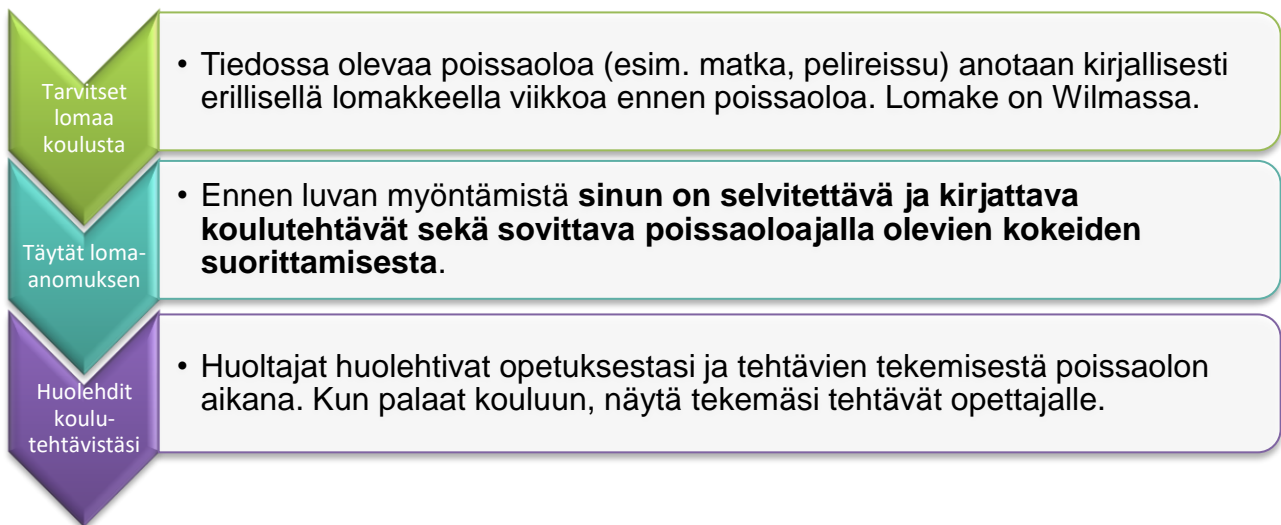 Tarvitset
lomaa
koulusta
• Tiedossa olevaa poissaoloa (esim. matka, pelireissu) anotaan kirjallisesti
erillisellä lomakkeella viikkoa ennen poissaoloa. Lomake on Wilmassa.
Täytät loma-
anomuksen
• Ennen luvan myöntämistä sinun on selvitettävä ja kirjattava
koulutehtävät sekä sovittava poissaoloajalla olevien kokeiden
suorittamisesta.
Huolehdit
koulu-
tehtävistäsi
• Huoltajat huolehtivat opetuksestasi ja tehtävien tekemisestä poissaolon
aikana. Kun palaat kouluun, näytä tekemäsi tehtävät opettajalle.